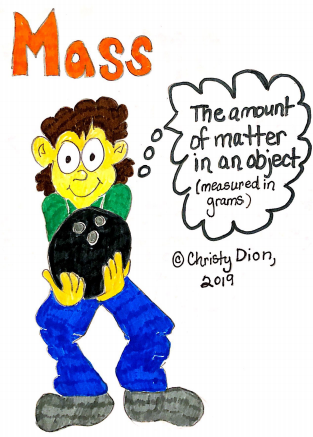 Mass
The amount
of matter
in an object
(measured in
grams)
© Christy Dion,
2019